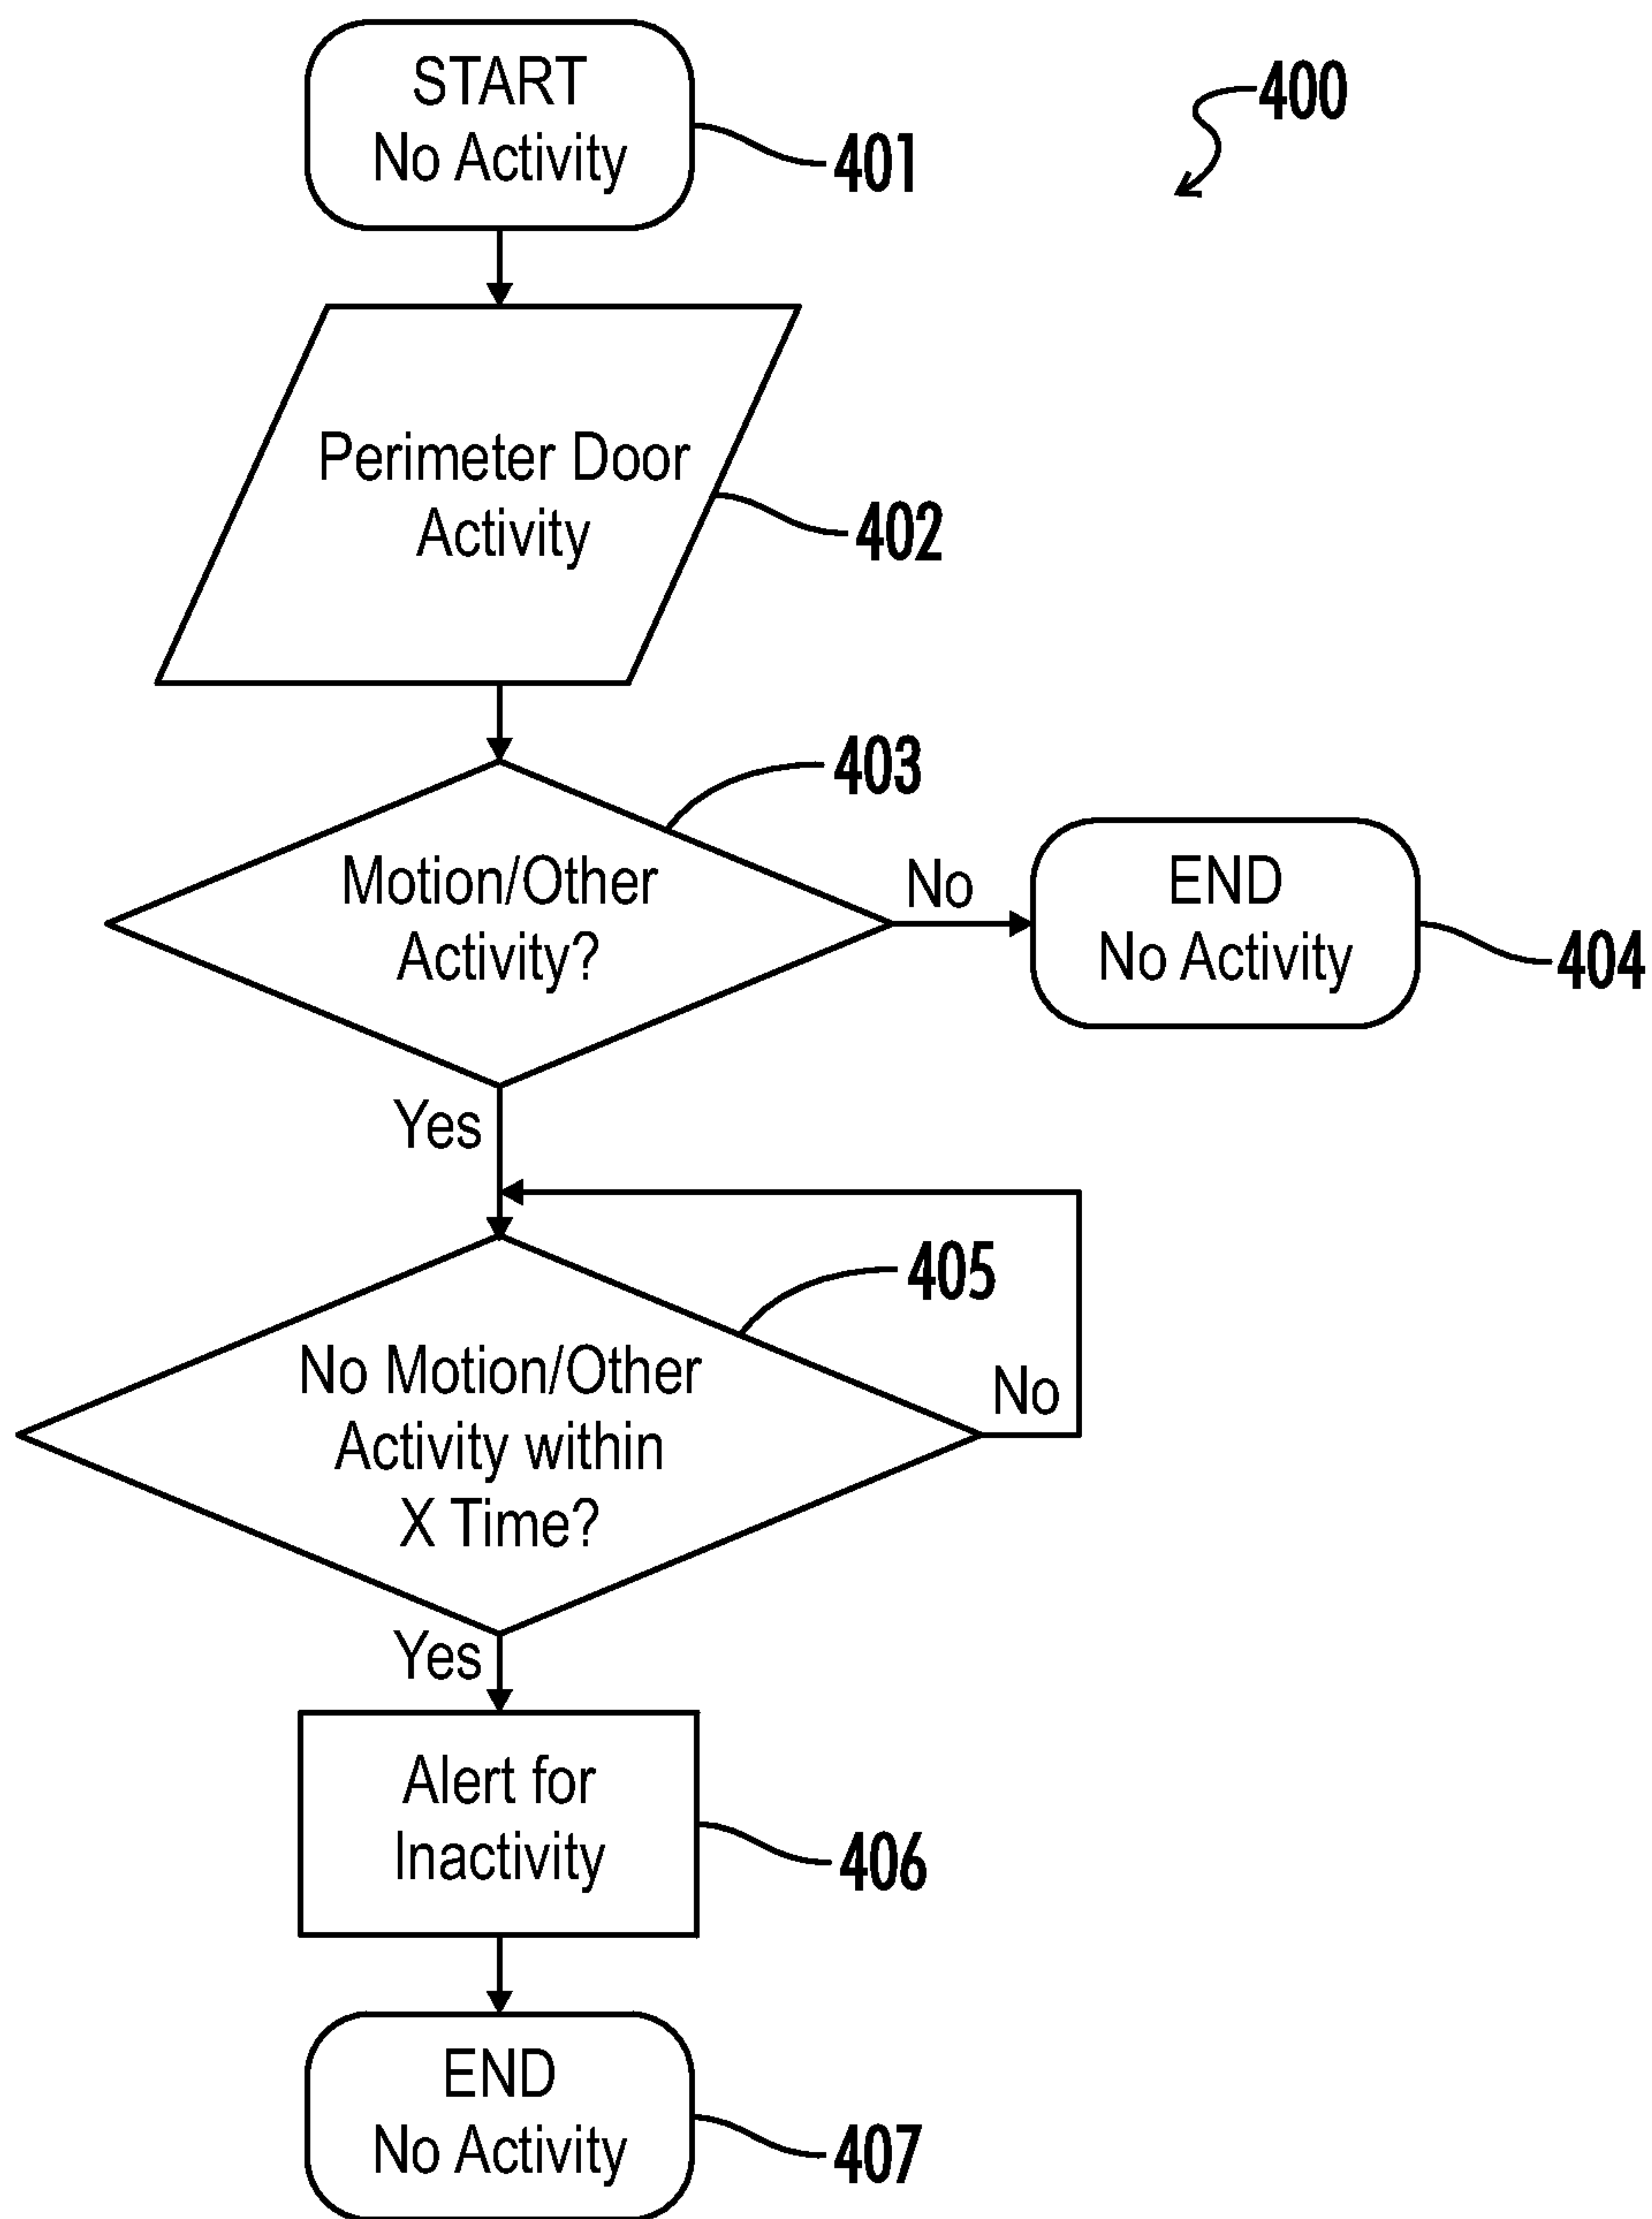 START
No Activity
401
400
Perimeter Door
Activity
402
403
Motion/Other
Activity?
No
END
No Activity
404
Yes
405
No Motion/Other
Activity within
X Time?
No
Yes
Alert for
Inactivity
406
END
No Activity
407